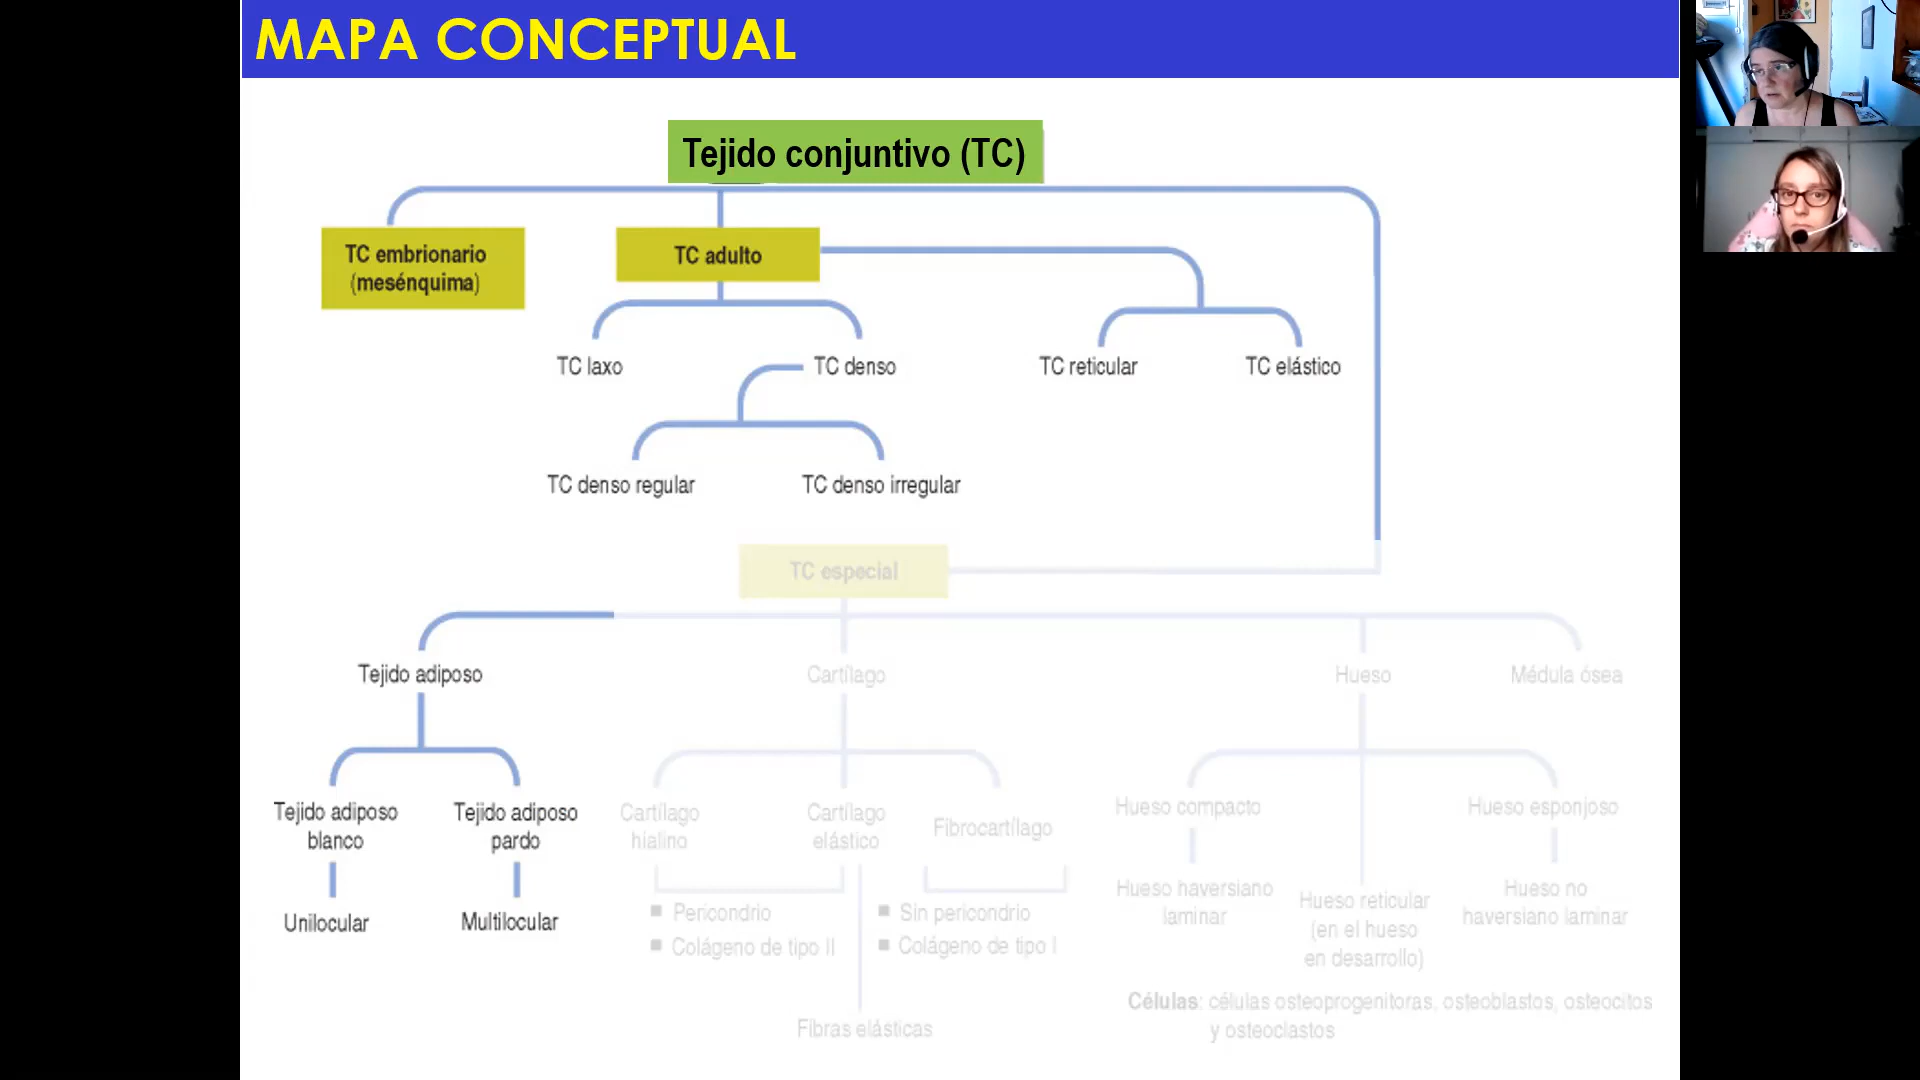 MAPA CONCEPTUAL
Tejido conjuntivo (TC)
TC embrionario
(mesénquima)
TC adulto
TC laxo
TC denso
TC reticular
TC elástico
TC denso regular
TC denso irregular
TC especial
Tejido adiposo
Cartílago
Hueso
Médula ósea
Tejido adiposo
blanco
Tejido adiposo
pardo
Cartílago
hialino
Cartílago
elástico
Fibrocartílago
Hueso compacto
Hueso esponjoso
Unilocular
Multilocular
■ Pericondrio
■ Colágeno de tipo II
■ Sin pericondrio
■ Colágeno de tipo I
Fibras elásticas
Hueso haversiano
laminar
Hueso reticular
(en el hueso
en desarrollo)
Hueso no
haversiano laminar
Células: células osteoprogenitoras, osteoblastos, osteocitos
y osteoclastos